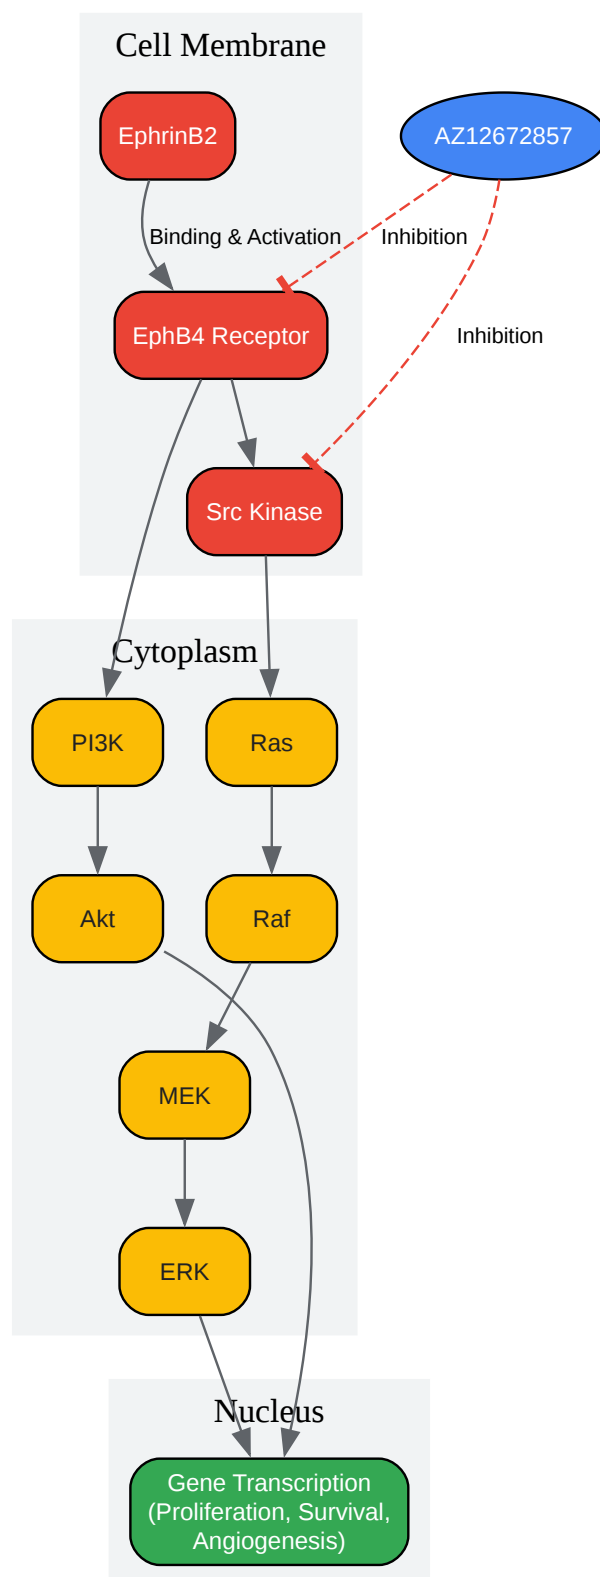 Cell Membrane
EphrinB2
AZ12672857
Binding & Activation
Inhibition
EphB4 Receptor
Inhibition
Src Kinase
Cytoplasm
PI3K
Ras
Akt
Raf
MEK
ERK
Nucleus
Gene Transcription
(Proliferation, Survival,
Angiogenesis)